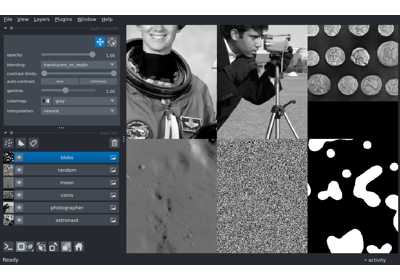 File View Layers Plugins Window Help
opacity: 1.00
blending: translucent_no_depth
contrast limits:
auto-contrast: once continuous
gamma: 1.00
colormap: gray
interpolation: nearest
blobs
random
moon
coins
photographer
astronaut
Ready
activity